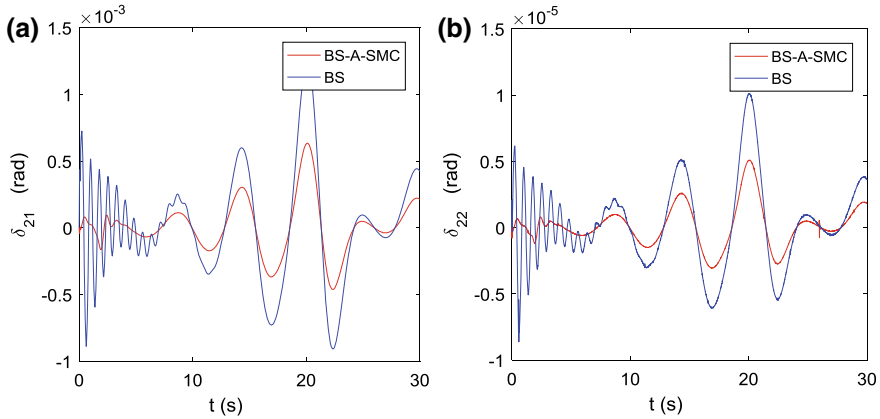 (a)
×10⁻³
1.5
1
0.5
0
-0.5
-1
0 10 20 30
t (s)
δ₂₁ (rad)
BS-A-SMC
BS
(b)
×10⁻⁵
1.5
1
0.5
0
-0.5
-1
0 10 20 30
t (s)
δ₂₂ (rad)
BS-A-SMC
BS